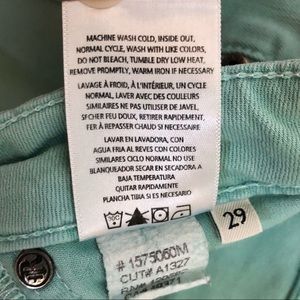 MACHINE WASH COLD, INSIDE OUT,
NORMAL CYCLE, WASH WITH LIKE COLORS,
DO NOT BLEACH, TUMBLE DRY LOW HEAT,
REMOVE PROMPTLY, WARM IRON IF NECESSARY
LAVAGE À FROID, À L'INTÉRIEUR ET CYCLE
NORMAL, LAVER AVEC DES COULEURS
SIMILAIRES NE PAS UTILISER DE JAVEL,
SFCHER FEU DOUX, RETIRER RAPIDEMENT,
FER À REPASSER CHAUD SI NECESSAIRE
LAVAR EN LAVADORA, CON
AGUA FRIA AL REVES CON COLORES
SIMILARES CICLO NORMAL NO USE
BLANQUEADOR SECAR EN SECADORA A
BAJA TEMPERATURA
QUITAR RAPIDAMENTE
PLANCHA TIBIA SI ES NECESARIO
29
# 1575060M
CUT# A1327